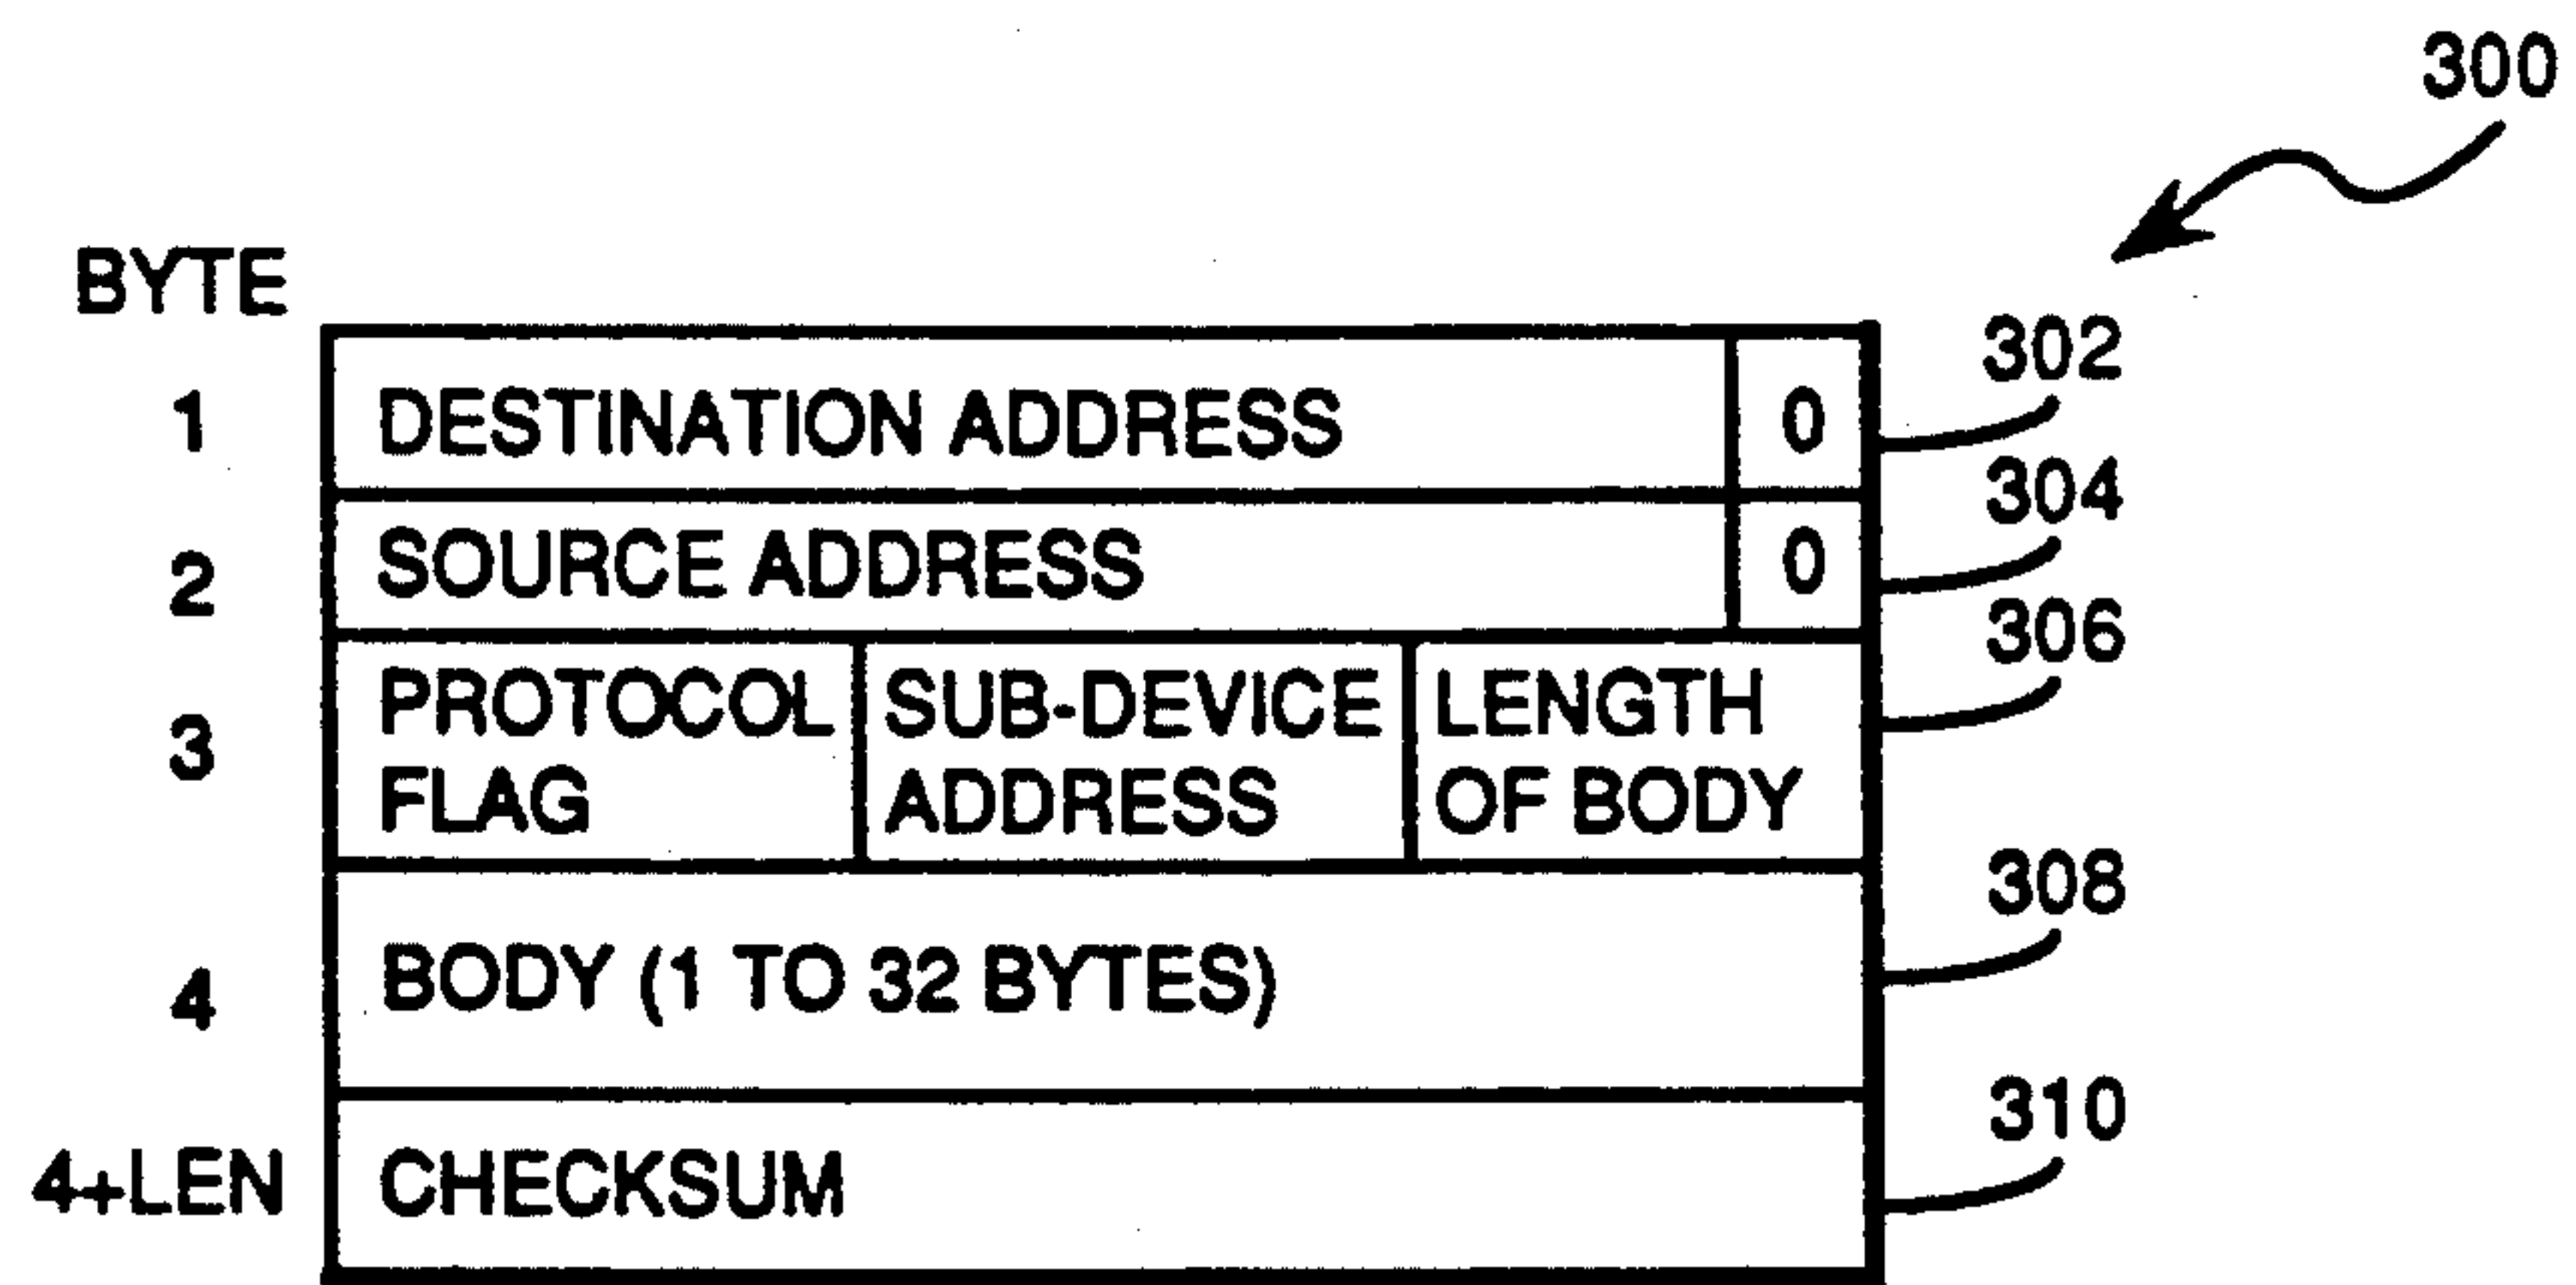 300
BYTE
1 DESTINATION ADDRESS 0 302
2 SOURCE ADDRESS 0 304
3 PROTOCOL FLAG SUB-DEVICE ADDRESS LENGTH OF BODY 306
4 BODY (1 TO 32 BYTES) 308
4+LEN CHECKSUM 310